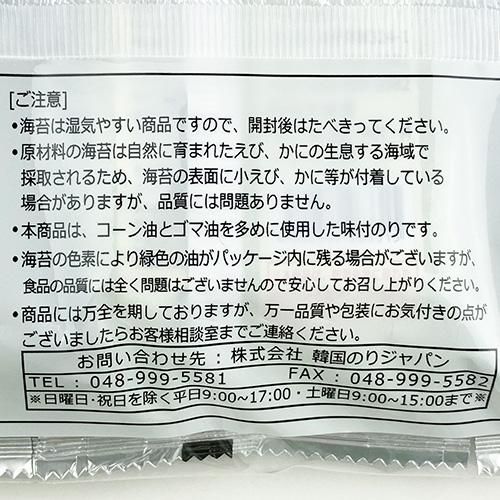 [ご注意]
•海苔は湿気やすい商品ですので、開封後はたべきってください。
•原材料の海苔は自然に育まれたえび、かにの生息する海域で
採取されるため、海苔の表面に小えび、かに等が付着している
場合がありますが、品質には問題ありません。
•本商品は、コーン油とゴマ油を多めに使用した味付のりです。
•海苔の色素により緑色の油がパッケージ内に残る場合がございますが、
食品の品質には全く問題はございませんので安心してお召し上がりください。
•商品には万全を期しておりますが、万一品質や包装にお気付きの点が
ございましたらお客様相談室までご連絡ください。
お問い合わせ先：株式会社 韓国のりジャパン
TEL : 048-999-5581 FAX : 048-999-5582
※日曜日・祝日を除く平日9:00~17:00・土曜日9:00~15:00まで※